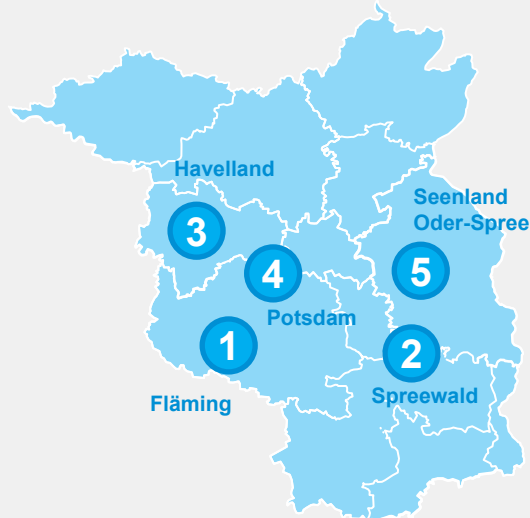 Havelland
3
Seenland
Oder-Spree
5
4
Potsdam
1
2
Spreewald
Fläming